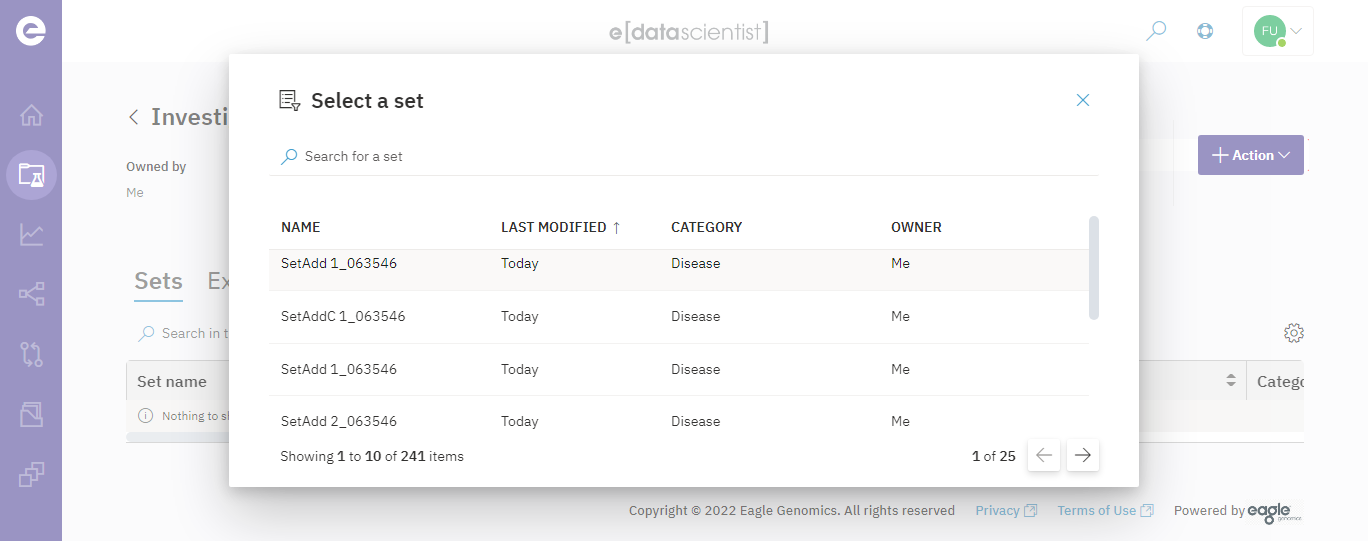 e[datascientist]
FU
Select a set
Search for a set
NAME LAST MODIFIED ↑ CATEGORY OWNER
SetAdd 1_063546 Today Disease Me
SetAddC 1_063546 Today Disease Me
SetAdd 1_063546 Today Disease Me
SetAdd 2_063546 Today Disease Me
Showing 1 to 10 of 241 items
1 of 25
Investi
Owned by
Me
Action
Sets Ex
Search in t
Set name Catego
Nothing to sh
Copyright © 2022 Eagle Genomics. All rights reserved Privacy Terms of Use Powered by eagle genomics